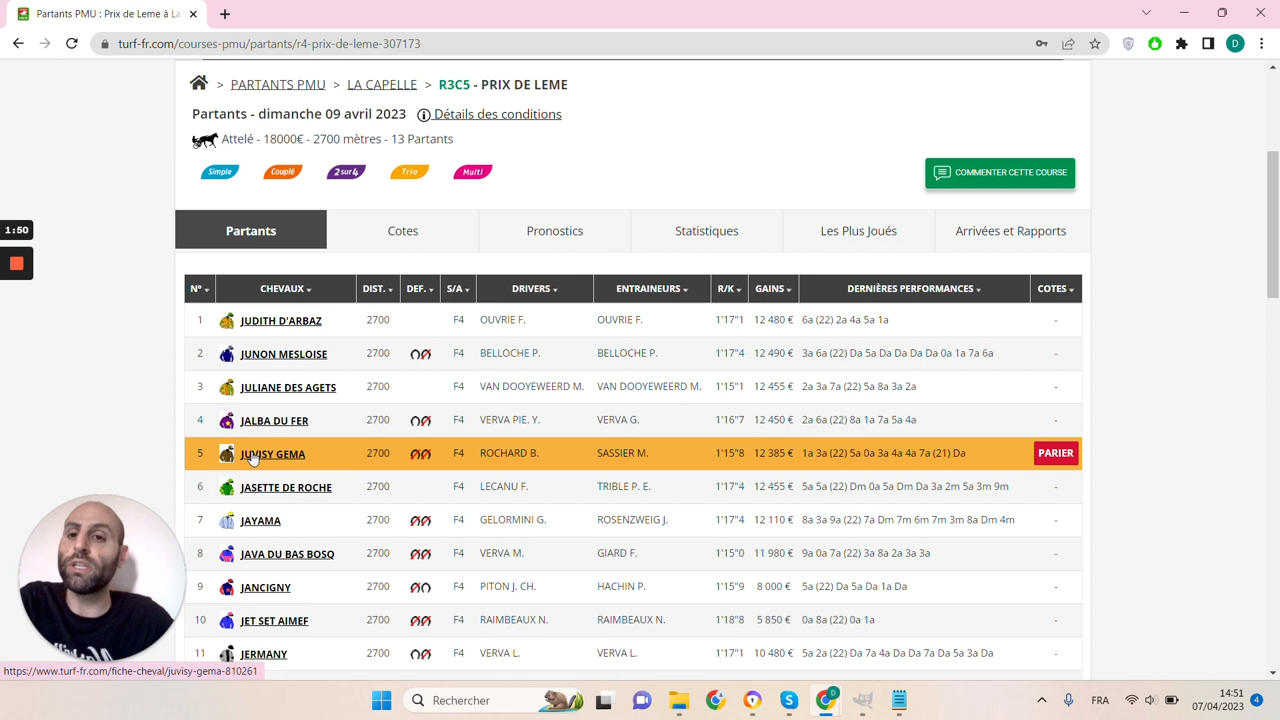 Partants PMU : Prix de Leme à La
turf-fr.com/courses-pmu/partants/r4-prix-de-leme-307173
D
> PARTANTS PMU > LA CAPELLE > R3C5 - PRIX DE LEME
Partants - dimanche 09 avril 2023 Détails des conditions
Attelé - 18000€ - 2700 mètres - 13 Partants
Simple Couplé 2sur4 Trio Multi
COMMENTER CETTE COURSE
1:50
Partants Cotes Pronostics Statistiques Les Plus Joués Arrivées et Rapports
N° CHEVAUX DIST. DEF. S/A DRIVERS ENTRAINEURS R/K GAINS DERNIÈRES PERFORMANCES COTES
1 JUDITH D'ARBAZ 2700 F4 OUVRIE F. OUVRIE F. 1'17"1 12 480 € 6a (22) 2a 4a 5a 1a -
2 JUNON MESLOISE 2700 F4 BELLOCHE P. BELLOCHE P. 1'17"4 12 490 € 3a 6a (22) Da 5a Da Da Da Da 0a 1a 7a 6a -
3 JULIANE DES AGETS 2700 F4 VAN DOOYEWEERD M. VAN DOOYEWEERD M. 1'15"1 12 455 € 2a 3a 7a (22) 5a 8a 3a 2a -
4 JALBA DU FER 2700 F4 VERVA PIE. Y. VERVA G. 1'16"7 12 450 € 2a 6a (22) 8a 1a 7a 5a 4a -
5 JUVISY GEMA 2700 F4 ROCHARD B. SASSIER M. 1'15"8 12 385 € 1a 3a (22) 5a 0a 3a 4a 4a 7a (21) Da PARIER
6 JASETTE DE ROCHE 2700 F4 LECANU F. TRIBLE P. E. 1'17"4 12 455 € 5a 5a (22) Dm 0a 5a Dm Da 3a 2m 5a 3m 9m -
7 JAYAMA 2700 F4 GELORMINI G. ROSENZWEIG J. 1'17"4 12 110 € 8a 3a 9a (22) 7a Dm 7m 6m 7m 3m 8a Dm 4m -
8 JAVA DU BAS BOSQ F4 2700 VERVA M. GIARD F. 1'15"0 11 980 € 9a 0a 7a (22) 3a 8a 2a 3a 3a -
9 JANCIGNY 2700 F4 PITON J. CH. HACHIN P. 1'15"9 8 000 € 5a (22) Da 5a Da 1a Da -
10 JET SET AIMEF 2700 F4 RAIMBEAUX N. RAIMBEAUX N. 1'18"8 5 850 € 0a 8a (22) 0a 1a -
11 JERMANY 2700 F4 VERVA L. VERVA L. 1'17"1 10 480 € 5a 2a (22) Da 7a 4a Da Da 7a Da 5a 3a Da -
https://www.turf-fr.com/fiche-cheval/juvisy-gema-810261
Rechercher
FRA
14:51
07/04/2023
4